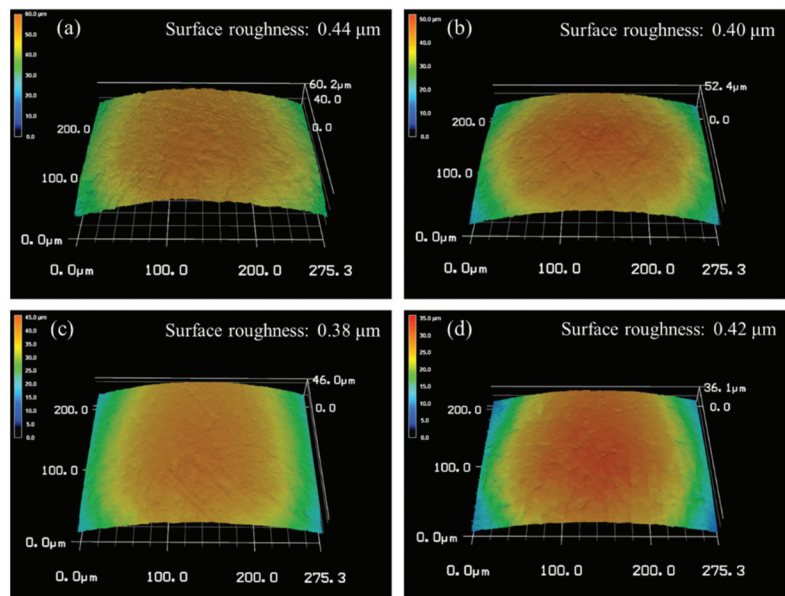 (a) Surface roughness: 0.44 μm
60.0 μm
50.0
40.0
30.0
20.0
10.0
0.0
60.2μm
40.0
0.0
200.0
100.0
0.0μm
0.0μm 100.0 200.0 275.3
(b) Surface roughness: 0.40 μm
50.0 μm
40.0
30.0
20.0
10.0
0.0
52.4μm
0.0
200.0
100.0
0.0μm
0.0μm 100.0 200.0 275.3
(c) Surface roughness: 0.38 μm
45.0 μm
40.0
35.0
30.0
25.0
20.0
15.0
10.0
5.0
0.0
46.0μm
0.0
200.0
100.0
0.0μm
0.0μm 100.0 200.0 275.3
(d) Surface roughness: 0.42 μm
35.0 μm
30.0
25.0
20.0
15.0
10.0
5.0
0.0
36.1μm
0.0
200.0
100.0
0.0μm
0.0μm 100.0 200.0 275.3